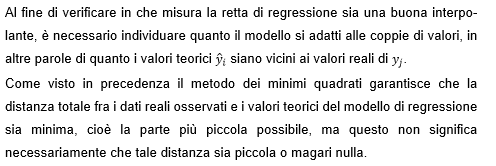 Al fine di verificare in che misura la retta di regressione sia una buona interpo-
lante, è necessario individuare quanto il modello si adatti alle coppie di valori, in
altre parole di quanto i valori teorici ŷᵢ siano vicini ai valori reali di yⱼ.
Come visto in precedenza il metodo dei minimi quadrati garantisce che la
distanza totale fra i dati reali osservati e i valori teorici del modello di regressione
sia minima, cioè la parte più piccola possibile, ma questo non significa
necessariamente che tale distanza sia piccola o magari nulla.